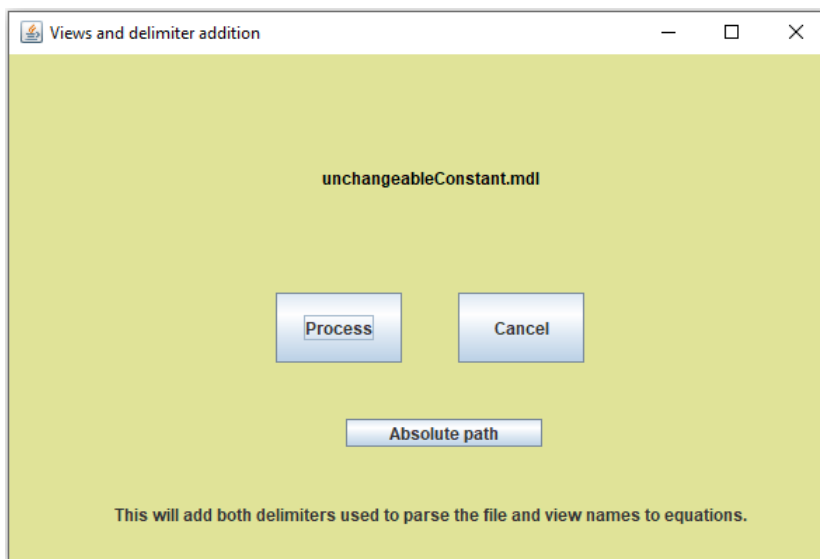 Views and delimiter addition
unchangeableConstant.mdl
Process
Cancel
Absolute path
This will add both delimiters used to parse the file and view names to equations.